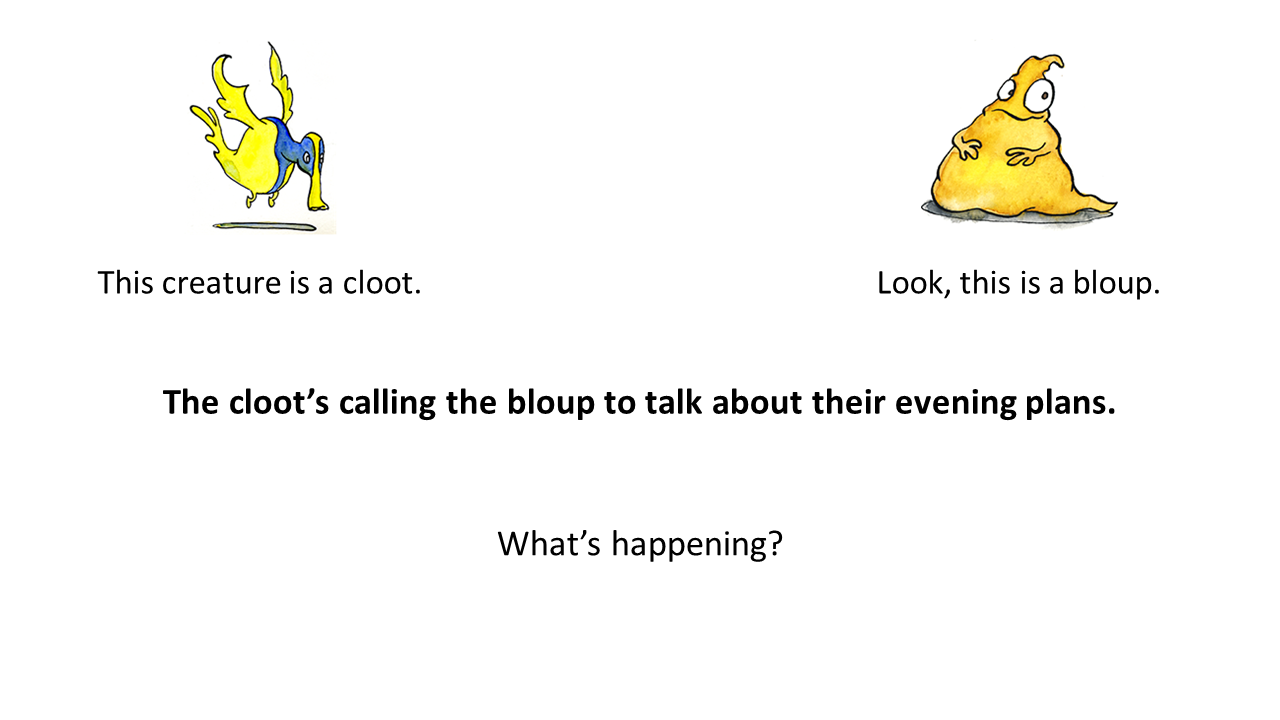 This creature is a cloot.
Look, this is a bloup.
The cloot’s calling the bloup to talk about their evening plans.
What’s happening?